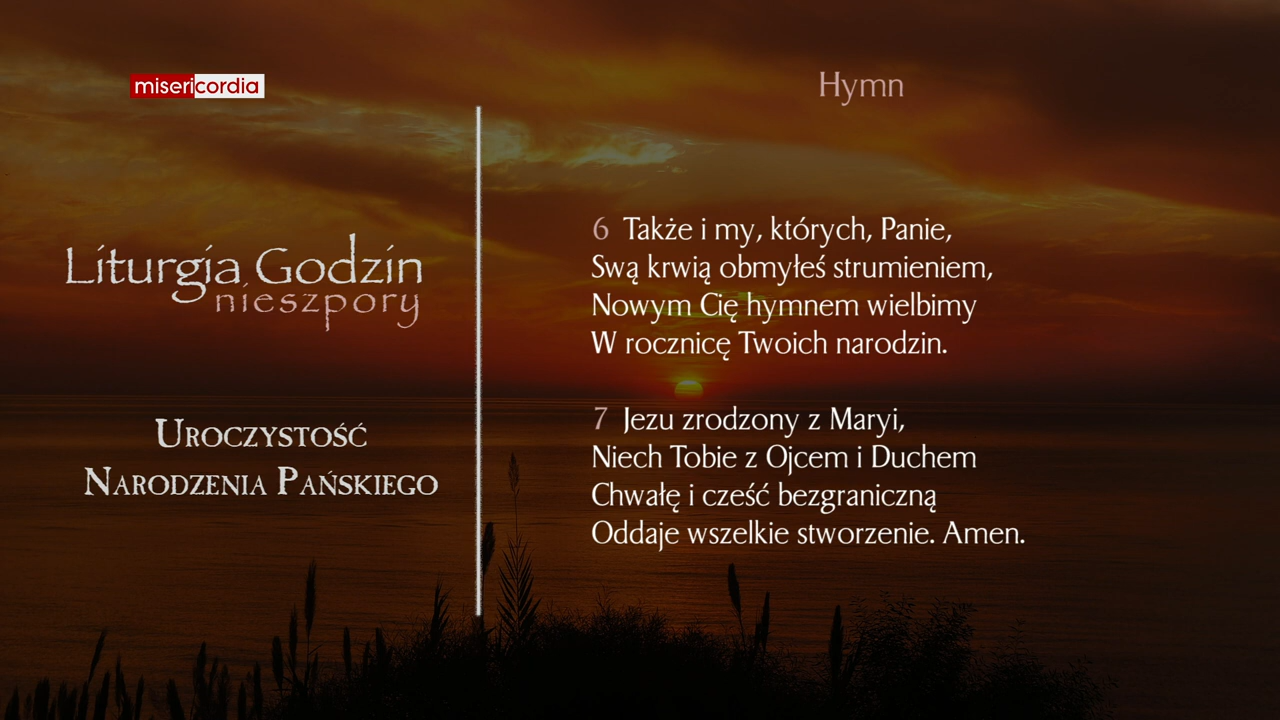 misericordia
Liturgia Godzin
nieszpory
Uroczystość
Narodzenia Pańskiego
Hymn
6 Także i my, których, Panie,
Swą krwią obmyłeś strumieniem,
Nowym Cię hymnem wielbimy
W rocznicę Twoich narodzin.
7 Jezu zrodzony z Maryi,
Niech Tobie z Ojcem i Duchem
Chwałę i cześć bezgraniczną
Oddaje wszelkie stworzenie. Amen.